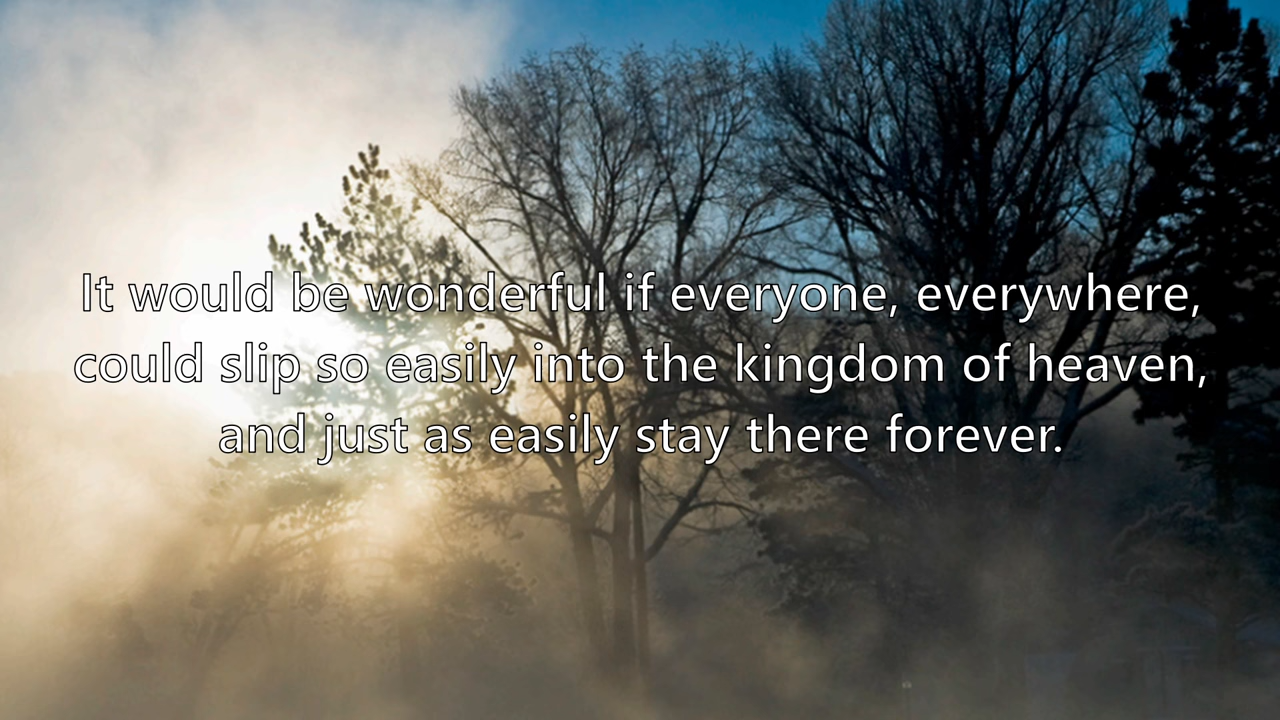 It would be wonderful if everyone, everywhere,
could slip so easily into the kingdom of heaven,
and just as easily stay there forever.